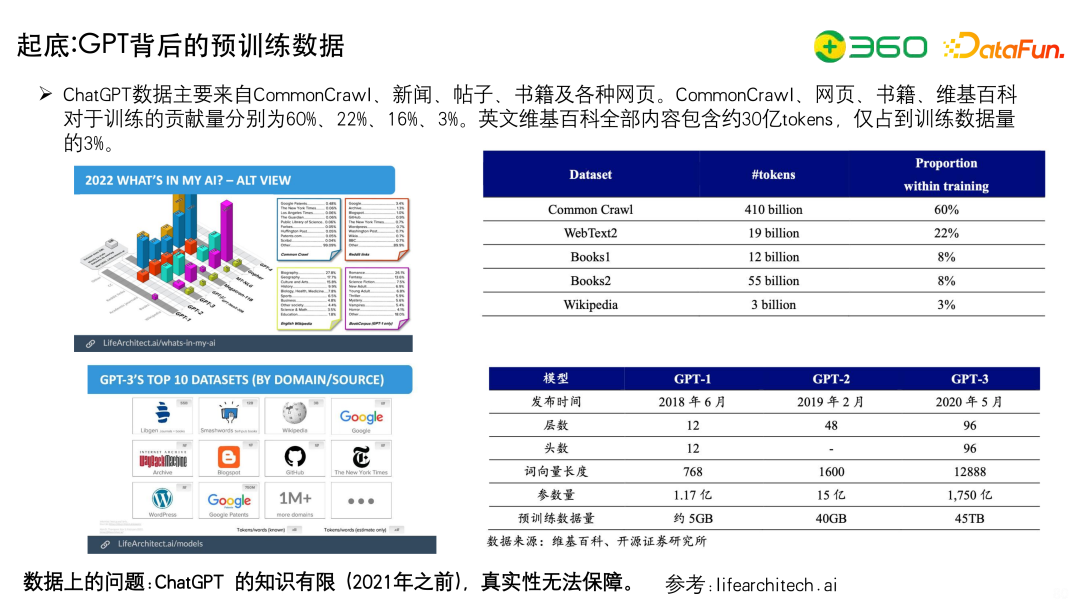 起底:GPT背后的预训练数据
360 DataFun.
➢ ChatGPT数据主要来自CommonCrawl、新闻、帖子、书籍及各种网页。CommonCrawl、网页、书籍、维基百科
对于训练的贡献量分别为60%、22%、16%、3%。英文维基百科全部内容包含约30亿tokens，仅占到训练数据量
的3%。
2022 WHAT'S IN MY AI? – ALT VIEW
GPT-1
GPT-2
GPT-3
Common Crawl
Reddit links
English Wikipedia
BookCorpus (GPT-1 only)
LifeArchitect.ai/whats-in-my-ai
Dataset #tokens Proportion
within training
Common Crawl 410 billion 60%
WebText2 19 billion 22%
Books1 12 billion 8%
Books2 55 billion 8%
Wikipedia 3 billion 3%
GPT-3'S TOP 10 DATASETS (BY DOMAIN/SOURCE)
Libgen Smashwords Wikipedia Google
Google
INTERNET ARCHIVE
Archive Blogspot GitHub The New York Times
WordPress Google
Google Patents 1M+
more domains
Tokens/words (known) Tokens/words (estimate only)
LifeArchitect.ai/models
模型 GPT-1 GPT-2 GPT-3
发布时间 2018 年 6 月 2019 年 2 月 2020 年 5 月
层数 12 48 96
头数 12 - 96
词向量长度 768 1600 12888
参数量 1.17 亿 15 亿 1,750 亿
预训练数据量 约 5GB 40GB 45TB
数据来源：维基百科、开源证券研究所
数据上的问题:ChatGPT 的知识有限（2021年之前），真实性无法保障。 参考:lifearchitech.ai